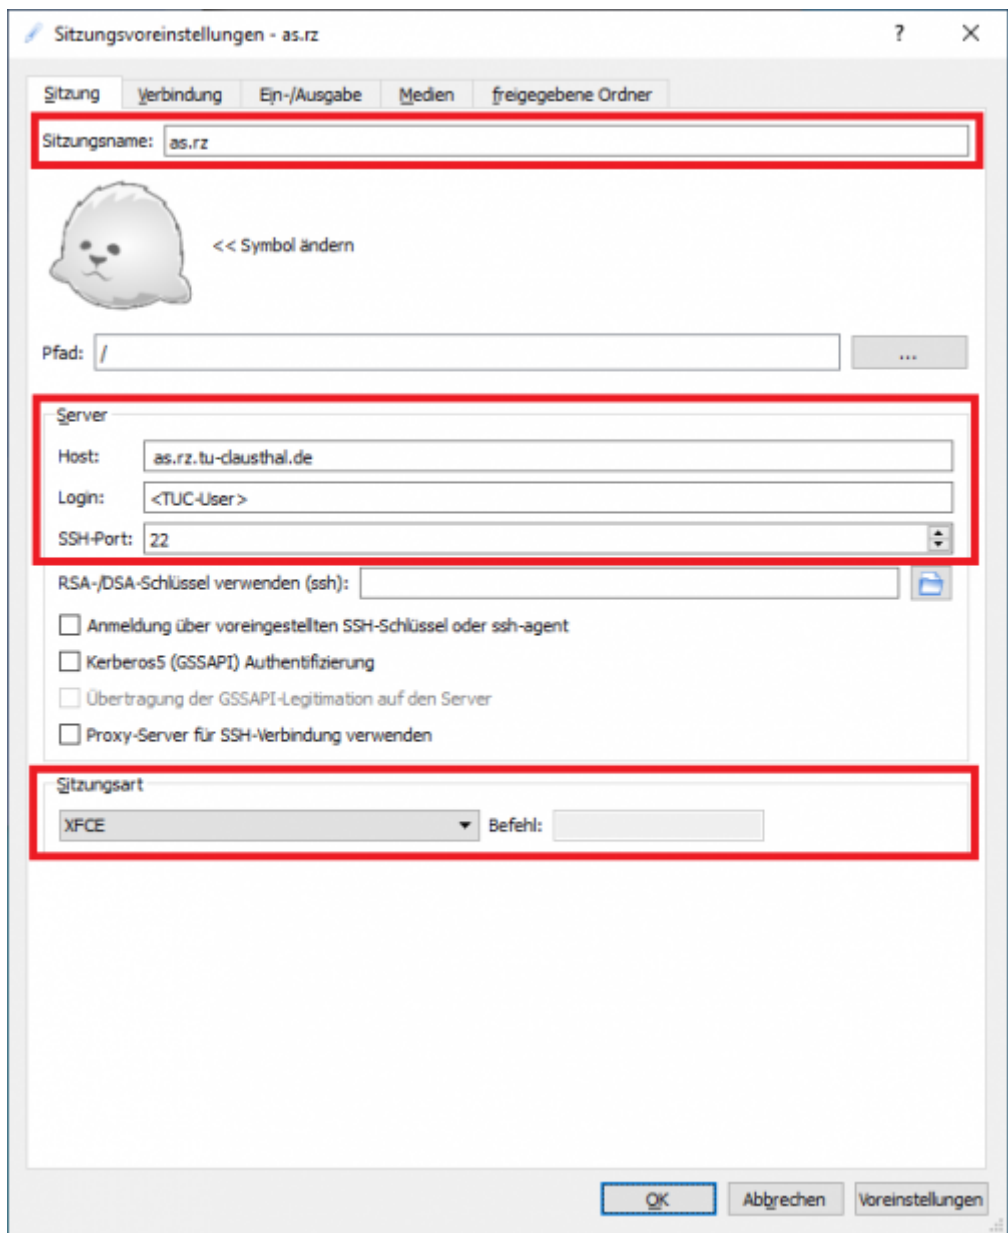 Sitzungsvoreinstellungen - as.rz ?
Sitzung Verbindung Ein-/Ausgabe Medien freigegebene Ordner
Sitzungsname: as.rz
<< Symbol ändern
Pfad: / ...
Server
Host: as.rz.tu-clausthal.de
Login: <TUC-User>
SSH-Port: 22
RSA-/DSA-Schlüssel verwenden (ssh):
Anmeldung über voreingestellten SSH-Schlüssel oder ssh-agent
Kerberos5 (GSSAPI) Authentifizierung
Übertragung der GSSAPI-Legitimation auf den Server
Proxy-Server für SSH-Verbindung verwenden
Sitzungsart
XFCE Befehl:
OK Abbrechen Voreinstellungen